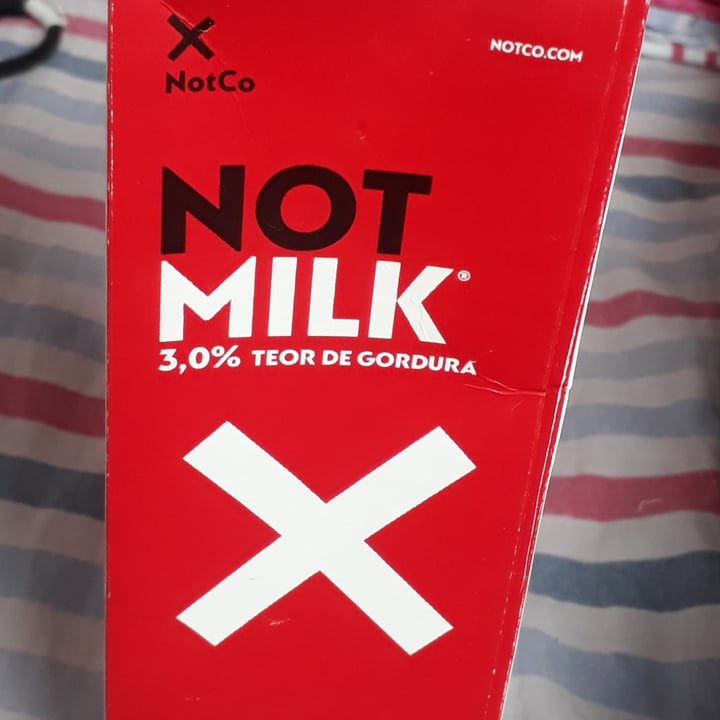 NotCo
NOTCO.COM
NOT
MILK®
3,0% TEOR DE GORDURA